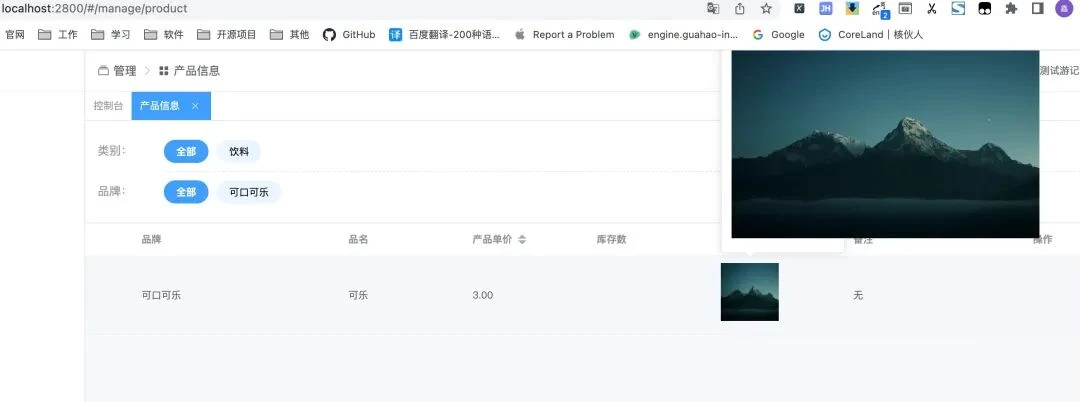 localhost:2800/#/manage/product
官网 工作 学习 软件 开源项目 其他 GitHub 百度翻译-200种语... Report a Problem engine.guahao-in... Google CoreLand｜核伙人
管理 产品信息 测试游记
控制台 产品信息
类别： 全部 饮料
品牌： 全部 可口可乐
品牌 品名 产品单价 库存数 备注 操作
可口可乐 可乐 3.00 无